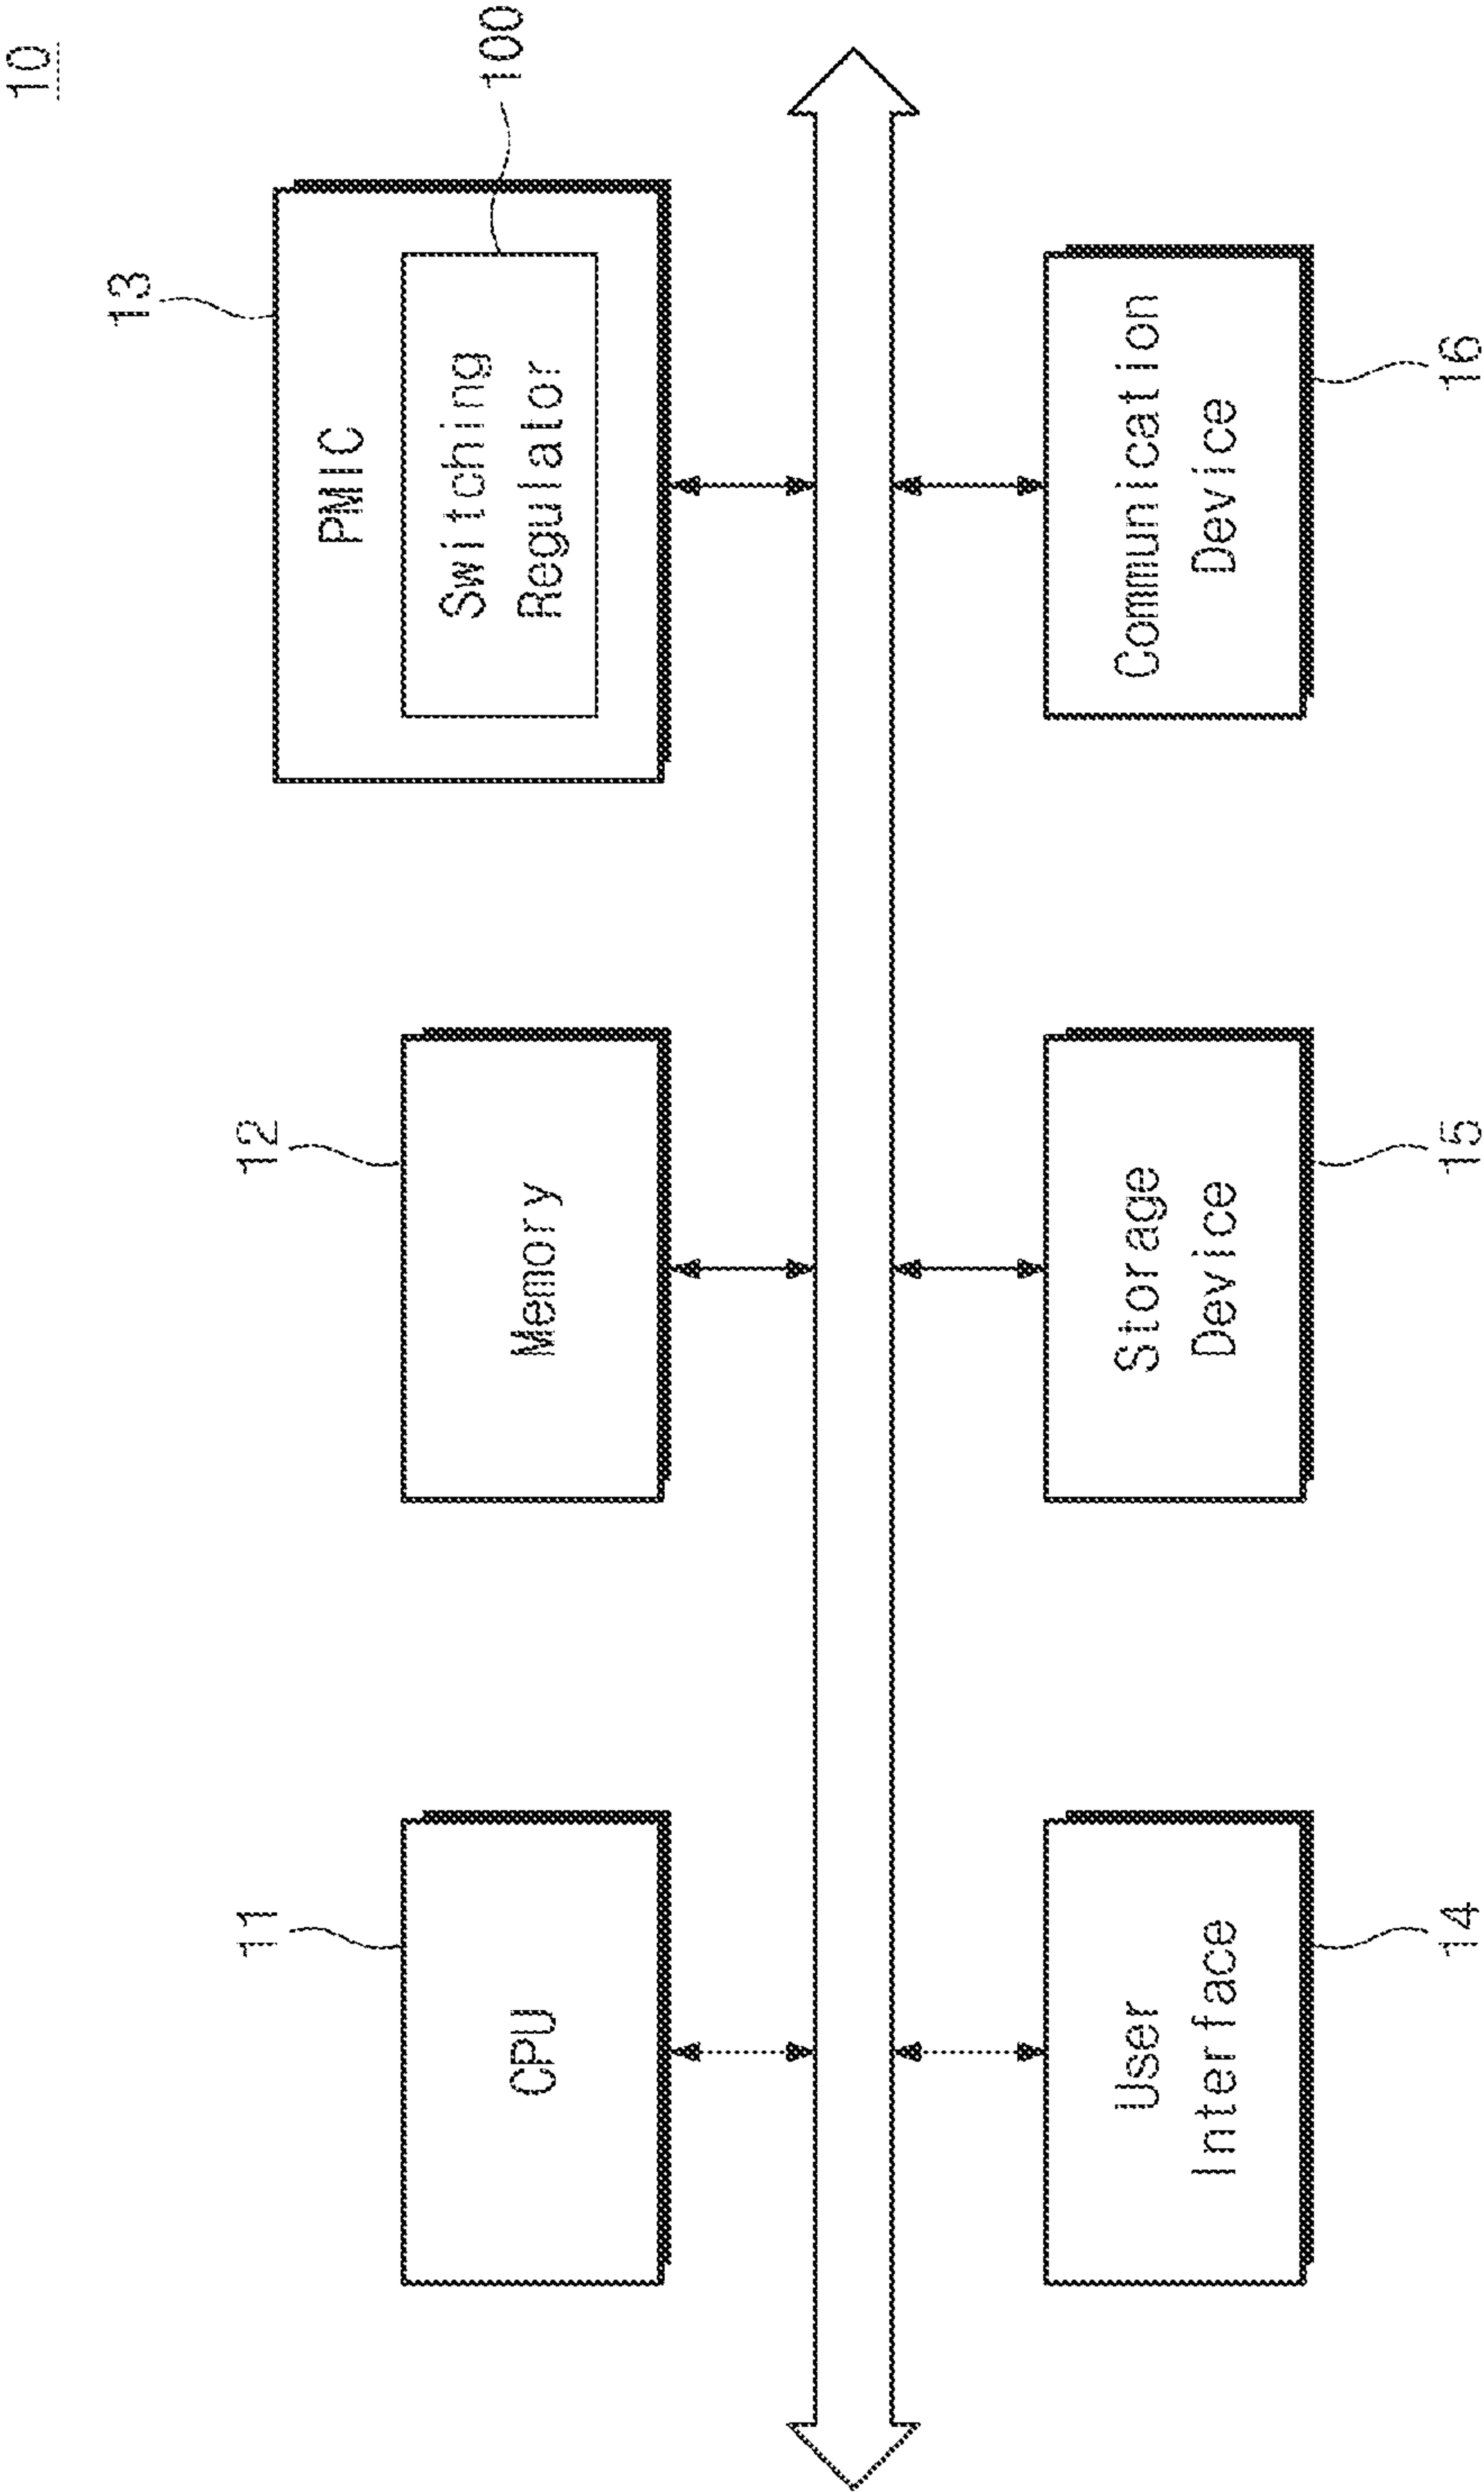 10
11
CPU
12
Memory
13
PMIC
Switching
Regulator
100
User
Interface
14
Storage
Device
15
Communication
Device
16